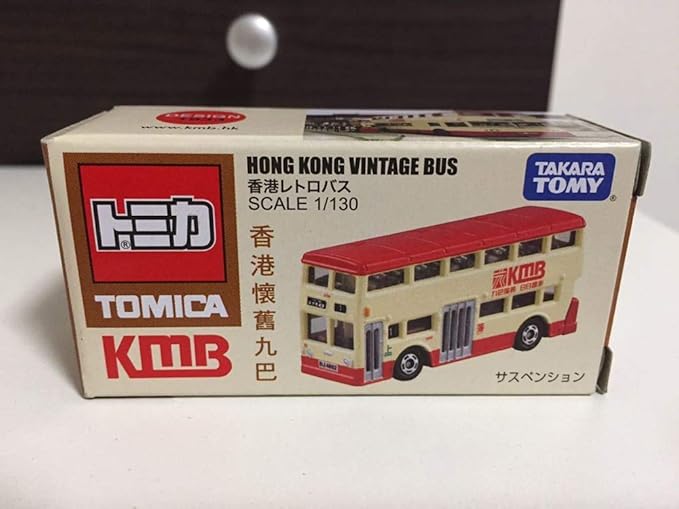 DESIGN
www.kmb.hk
HONG KONG VINTAGE BUS
香港レトロバス
SCALE 1/130
TAKARA
TOMY
®
トミカ
®
TOMICA
KMB
香港懷舊九巴
KMB
サスペンション